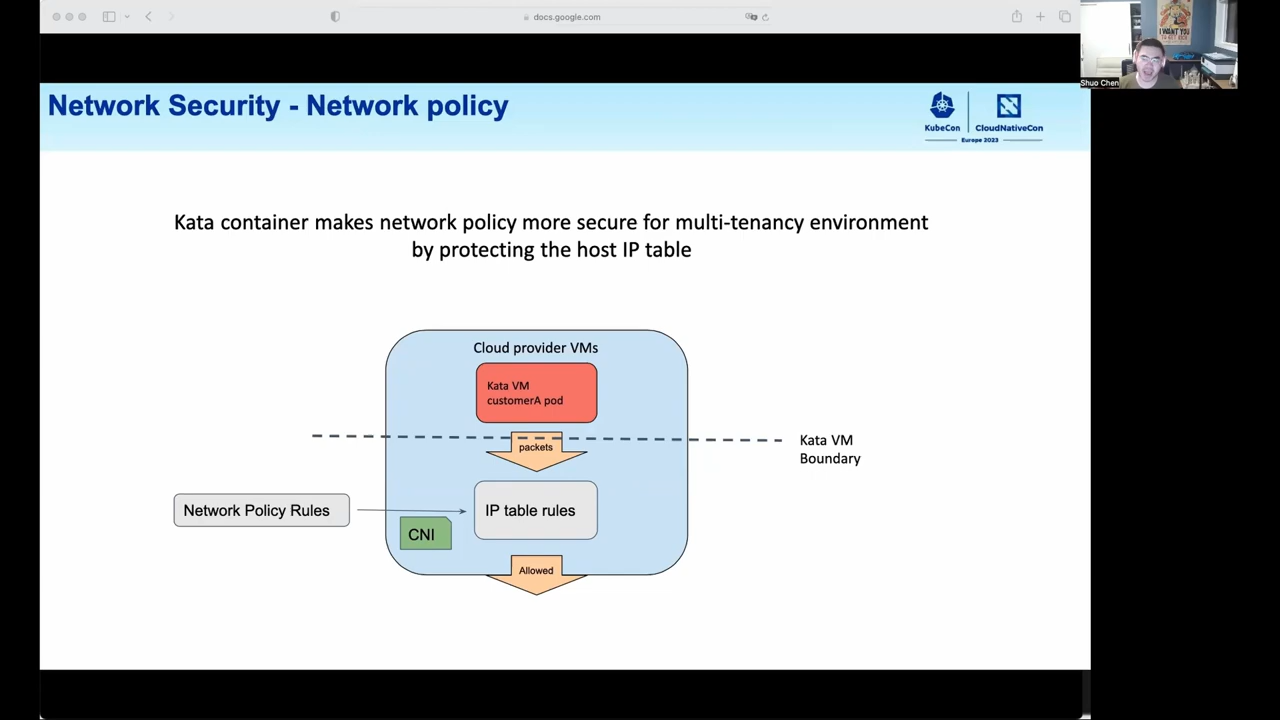 docs.google.com
Shuo Chen
I WANT YOU
Network Security - Network policy
KubeCon
CloudNativeCon
Europe 2023
Kata container makes network policy more secure for multi-tenancy environment
by protecting the host IP table
Cloud provider VMs
Kata VM
customerA pod
packets
Kata VM
Boundary
Network Policy Rules
IP table rules
CNI
Allowed